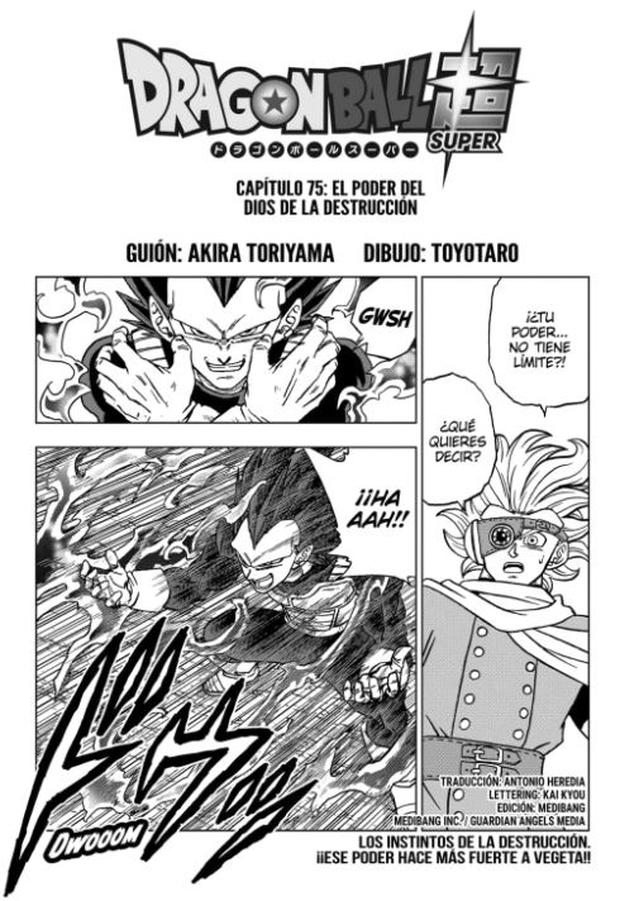 DRAGON BALL 超
SUPER
ドラゴンボールスーパー
CAPÍTULO 75: EL PODER DEL
DIOS DE LA DESTRUCCIÓN
GUIÓN: AKIRA TORIYAMA DIBUJO: TOYOTARO
GWSH
¡¿TU
PODER...
NO TIENE
LÍMITE?!
¿QUÉ
QUIERES
DECIR?
¡¡HA
AAH!!
DWOOOM
TRADUCCIÓN: ANTONIO HEREDIA
LETTERING: KAI KYOU
EDICIÓN: MEDIBANG
MEDIBANG INC. / GUARDIAN ANGELS MEDIA
LOS INSTINTOS DE LA DESTRUCCIÓN.
¡¡ESE PODER HACE MÁS FUERTE A VEGETA!!